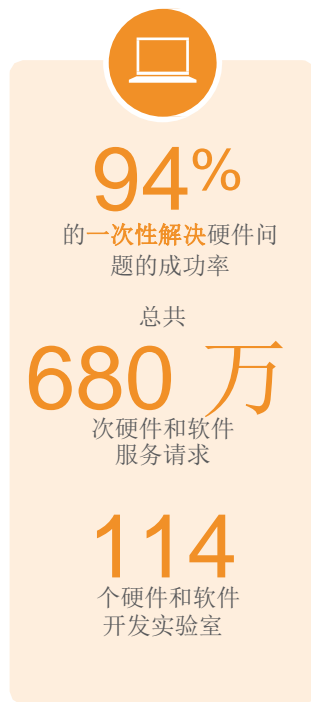 94%
的一次性解决硬件问
题的成功率
总共
680 万
次硬件和软件
服务请求
114
个硬件和软件
开发实验室